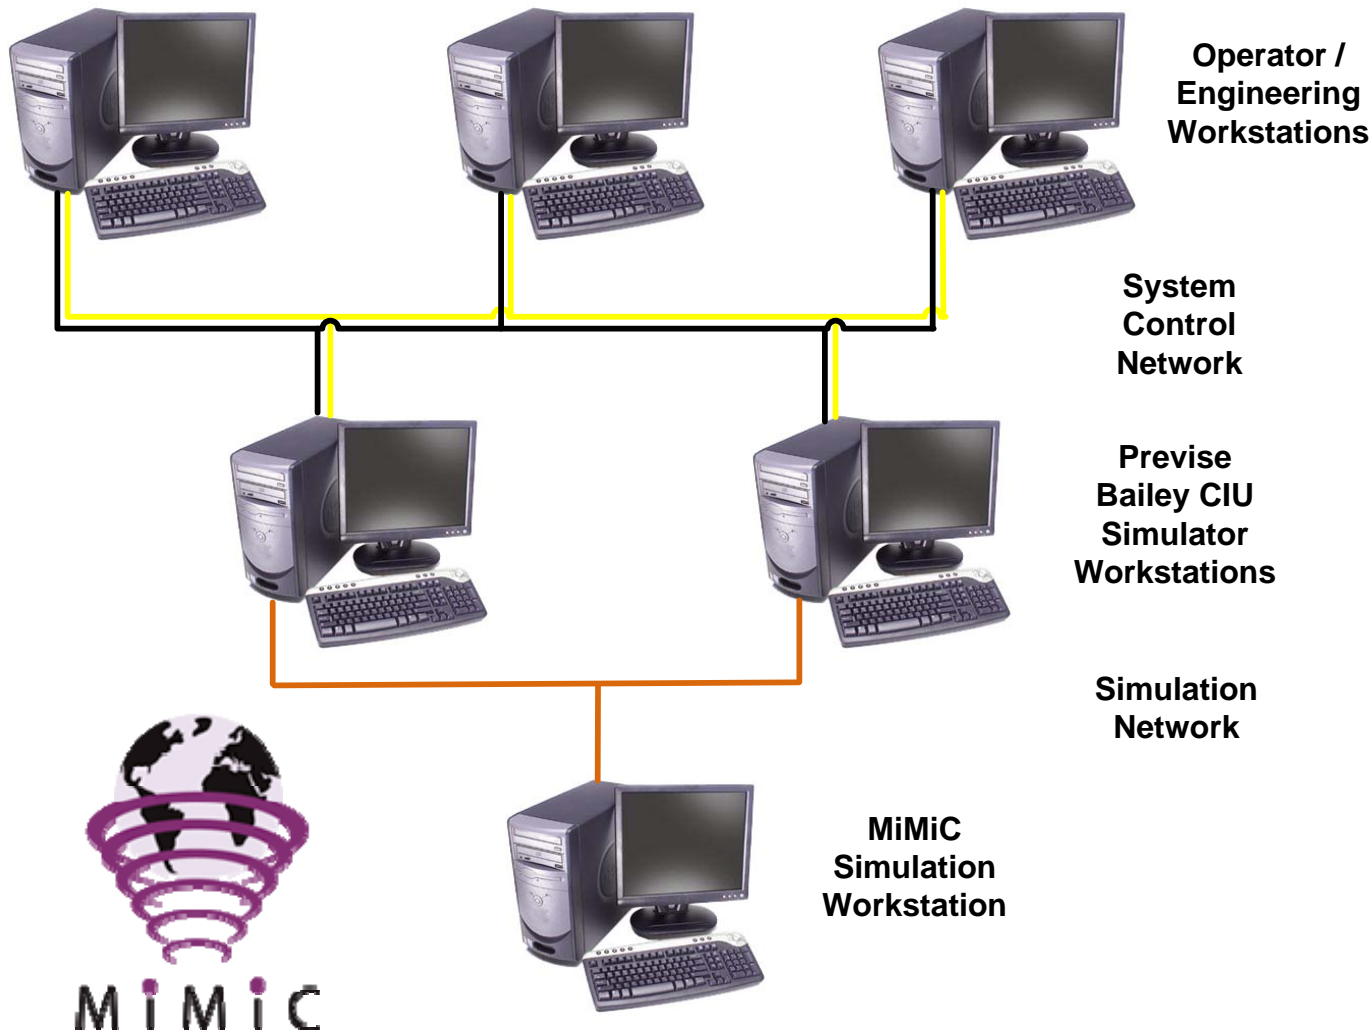 Operator /
Engineering
Workstations
System
Control
Network
Previse
Bailey CIU
Simulator
Workstations
Simulation
Network
MiMiC
Simulation
Workstation
MiMiC